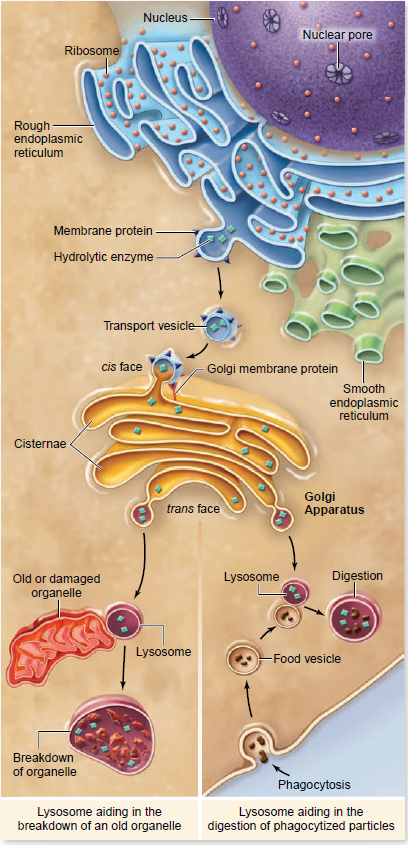 Nucleus
Nuclear pore
Ribosome
Rough
endoplasmic
reticulum
Membrane protein
Hydrolytic enzyme
Transport vesicle
cis face
Golgi membrane protein
Smooth
endoplasmic
reticulum
Cisternae
trans face
Golgi
Apparatus
Old or damaged
organelle
Lysosome
Breakdown
of organelle
Lysosome
Digestion
Food vesicle
Phagocytosis
Lysosome aiding in the
breakdown of an old organelle
Lysosome aiding in the
digestion of phagocytized particles